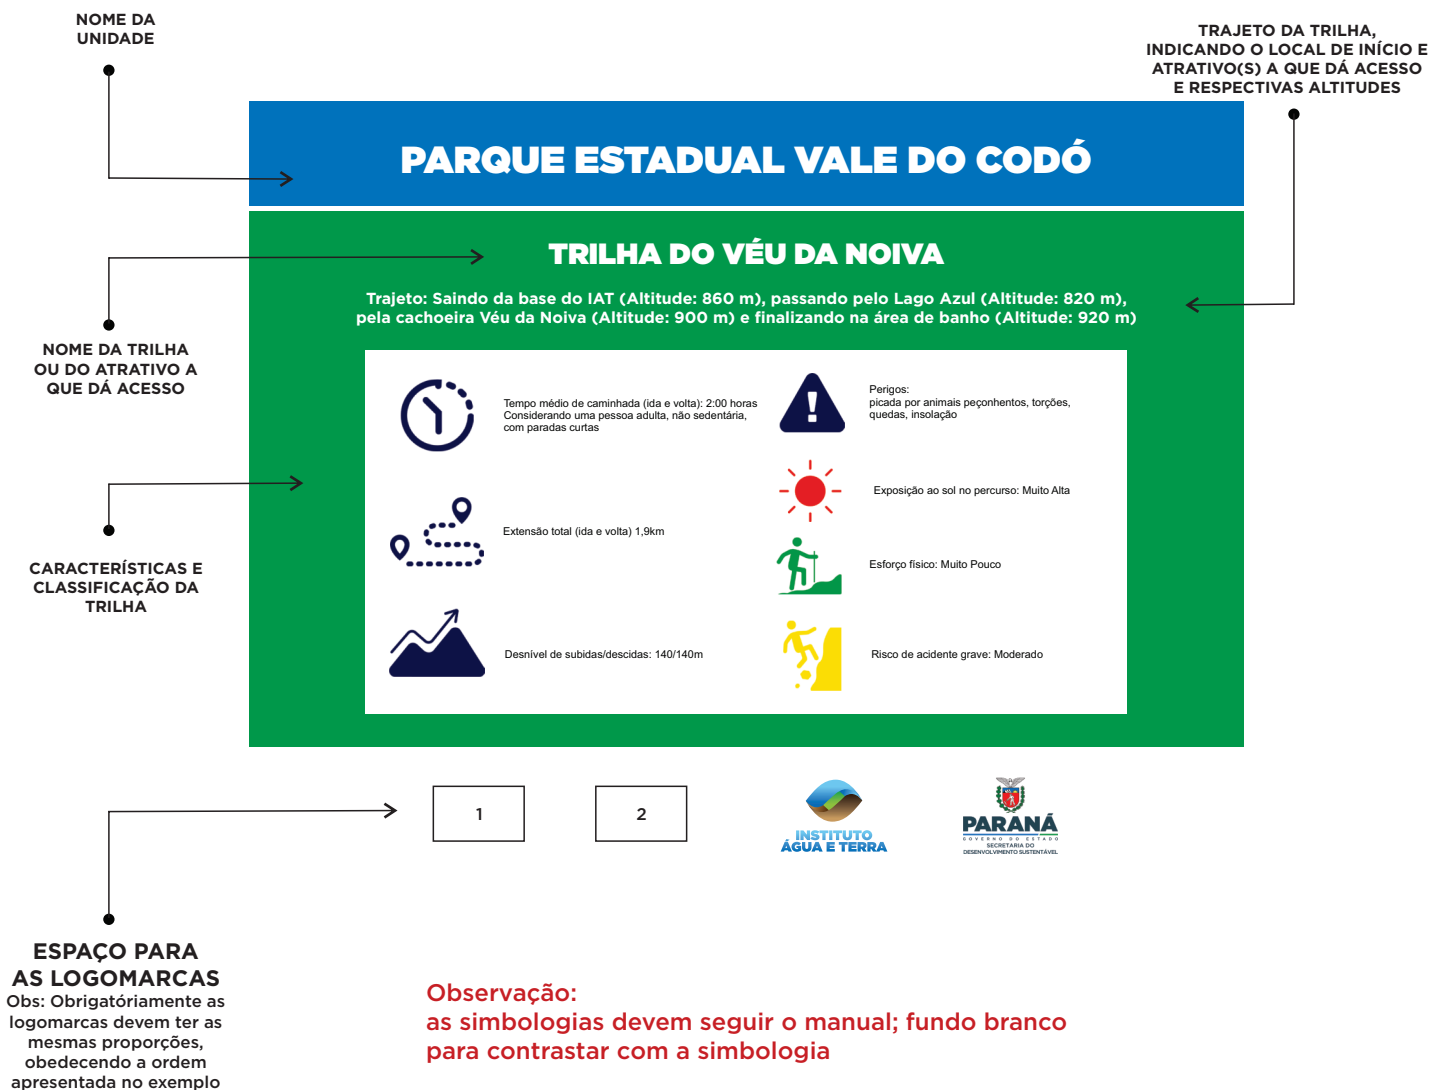 NOME DA
UNIDADE
TRAJETO DA TRILHA,
INDICANDO O LOCAL DE INÍCIO E
ATRATIVO(S) A QUE DÁ ACESSO
E RESPECTIVAS ALTITUDES
PARQUE ESTADUAL VALE DO CODÓ
TRILHA DO VÉU DA NOIVA
Trajeto: Saindo da base do IAT (Altitude: 860 m), passando pelo Lago Azul (Altitude: 820 m),
pela cachoeira Véu da Noiva (Altitude: 900 m) e finalizando na área de banho (Altitude: 920 m)
NOME DA TRILHA
OU DO ATRATIVO A
QUE DÁ ACESSO
Tempo médio de caminhada (ida e volta): 2:00 horas
Considerando uma pessoa adulta, não sedentária,
com paradas curtas
Perigos:
picada por animais peçonhentos, torções,
quedas, insolação
Exposição ao sol no percurso: Muito Alta
Extensão total (ida e volta) 1,9km
Esforço físico: Muito Pouco
CARACTERÍSTICAS E
CLASSIFICAÇÃO DA
TRILHA
Desnível de subidas/descidas: 140/140m
Risco de acidente grave: Moderado
1
2
INSTITUTO
ÁGUA E TERRA
PARANÁ
GOVERNO DO ESTADO
SECRETARIA DO
DESENVOLVIMENTO SUSTENTÁVEL
ESPAÇO PARA
AS LOGOMARCAS
Obs: Obrigatóriamente as
logomarcas devem ter as
mesmas proporções,
obedecendo a ordem
apresentada no exemplo
Observação:
as simbologias devem seguir o manual; fundo branco
para contrastar com a simbologia